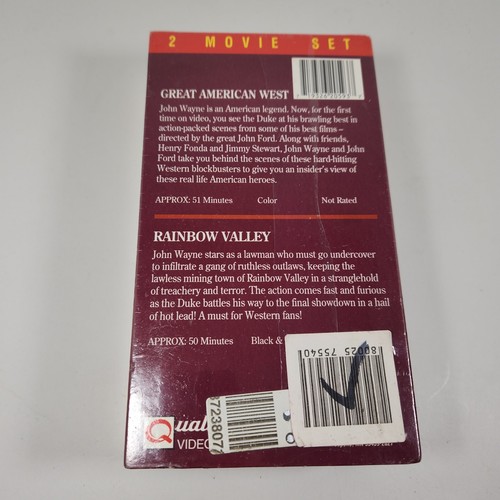 2 MOVIE SET
GREAT AMERICAN WEST
John Wayne is an American legend. Now, for the first
time on video, you see the Duke at his brawling best in
action-packed scenes from some of his best films –
directed by the great John Ford. Along with friends,
Henry Fonda and Jimmy Stewart, John Wayne and John
Ford take you behind the scenes of these hard-hitting
Western blockbusters to give you an insider's view of
these real life American heroes.
APPROX: 51 Minutes Color Not Rated
RAINBOW VALLEY
John Wayne stars as a lawman who must go undercover
to infiltrate a gang of ruthless outlaws, keeping the
lawless mining town of Rainbow Valley in a stranglehold
of treachery and terror. The action comes fast and furious
as the Duke battles his way to the final showdown in a hail
of hot lead! A must for Western fans!
APPROX: 50 Minutes Black &
80025 75540
723807
Qual
VIDEO